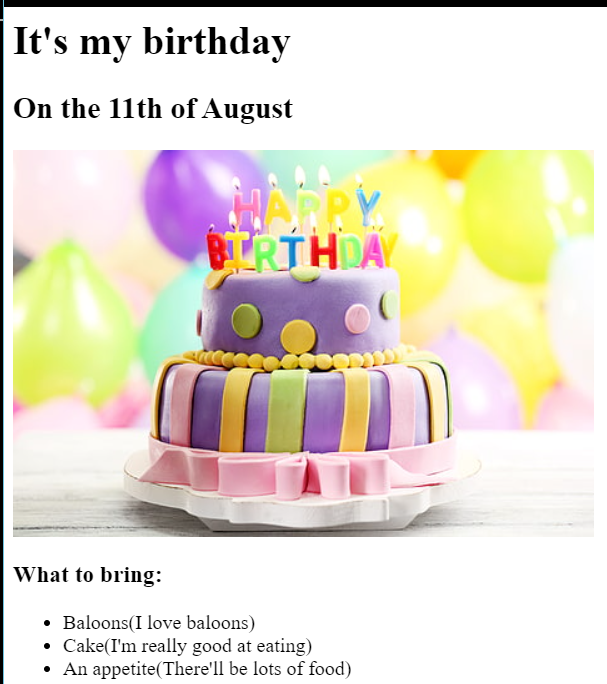 It's my birthday
On the 11th of August
HAPPY
BIRTHDAY
What to bring:
Baloons(I love baloons)
Cake(I'm really good at eating)
An appetite(There'll be lots of food)